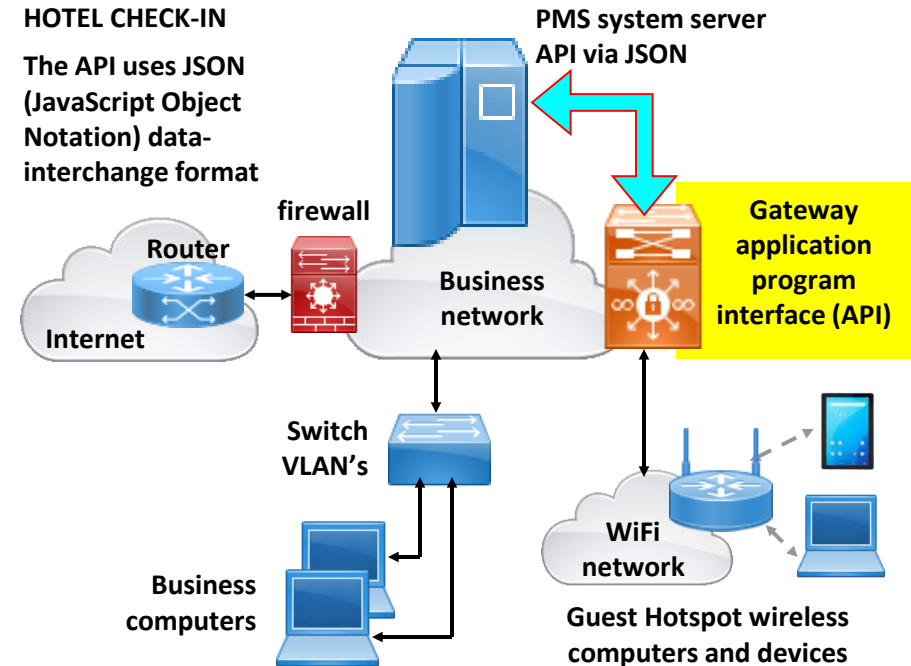 HOTEL CHECK-IN
The API uses JSON
(JavaScript Object
Notation) data-
interchange format
PMS system server
API via JSON
firewall
Router
Internet
Business
network
Gateway
application
program
interface (API)
Switch
VLAN's
WiFi
network
Business
computers
Guest Hotspot wireless
computers and devices